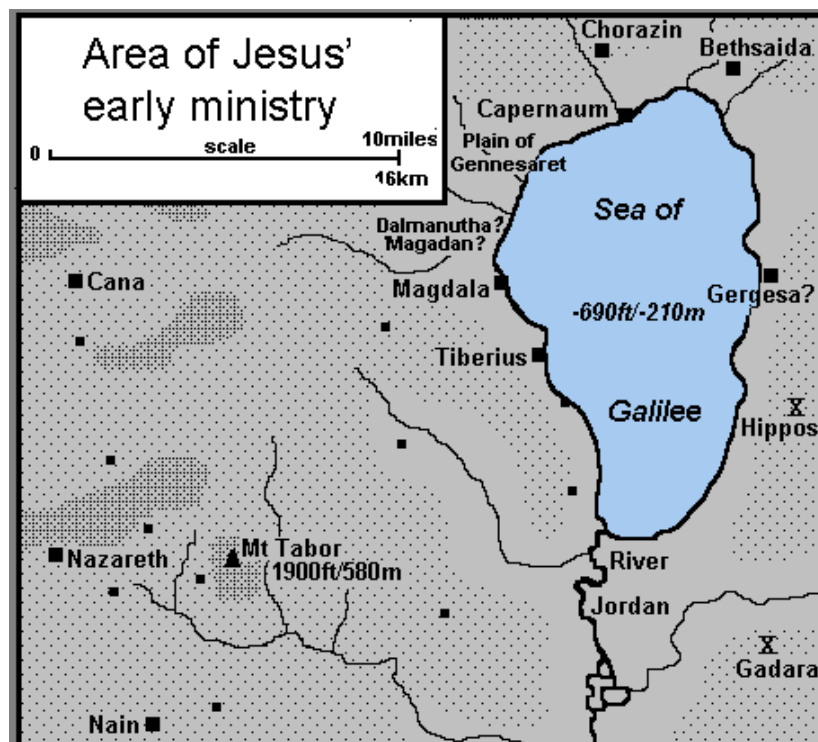 Area of Jesus'
early ministry
0 scale 10miles
16km
Chorazin
Bethsaida
Capernaum
Plain of
Gennesaret
Sea of
Dalmanutha?
Magadan?
Cana
Magdala
Gergesa?
-690ft/-210m
Tiberius
Galilee
X
Hippos
Mt Tabor
1900ft/580m
Nazareth
River
Jordan
X
Gadara
Nain